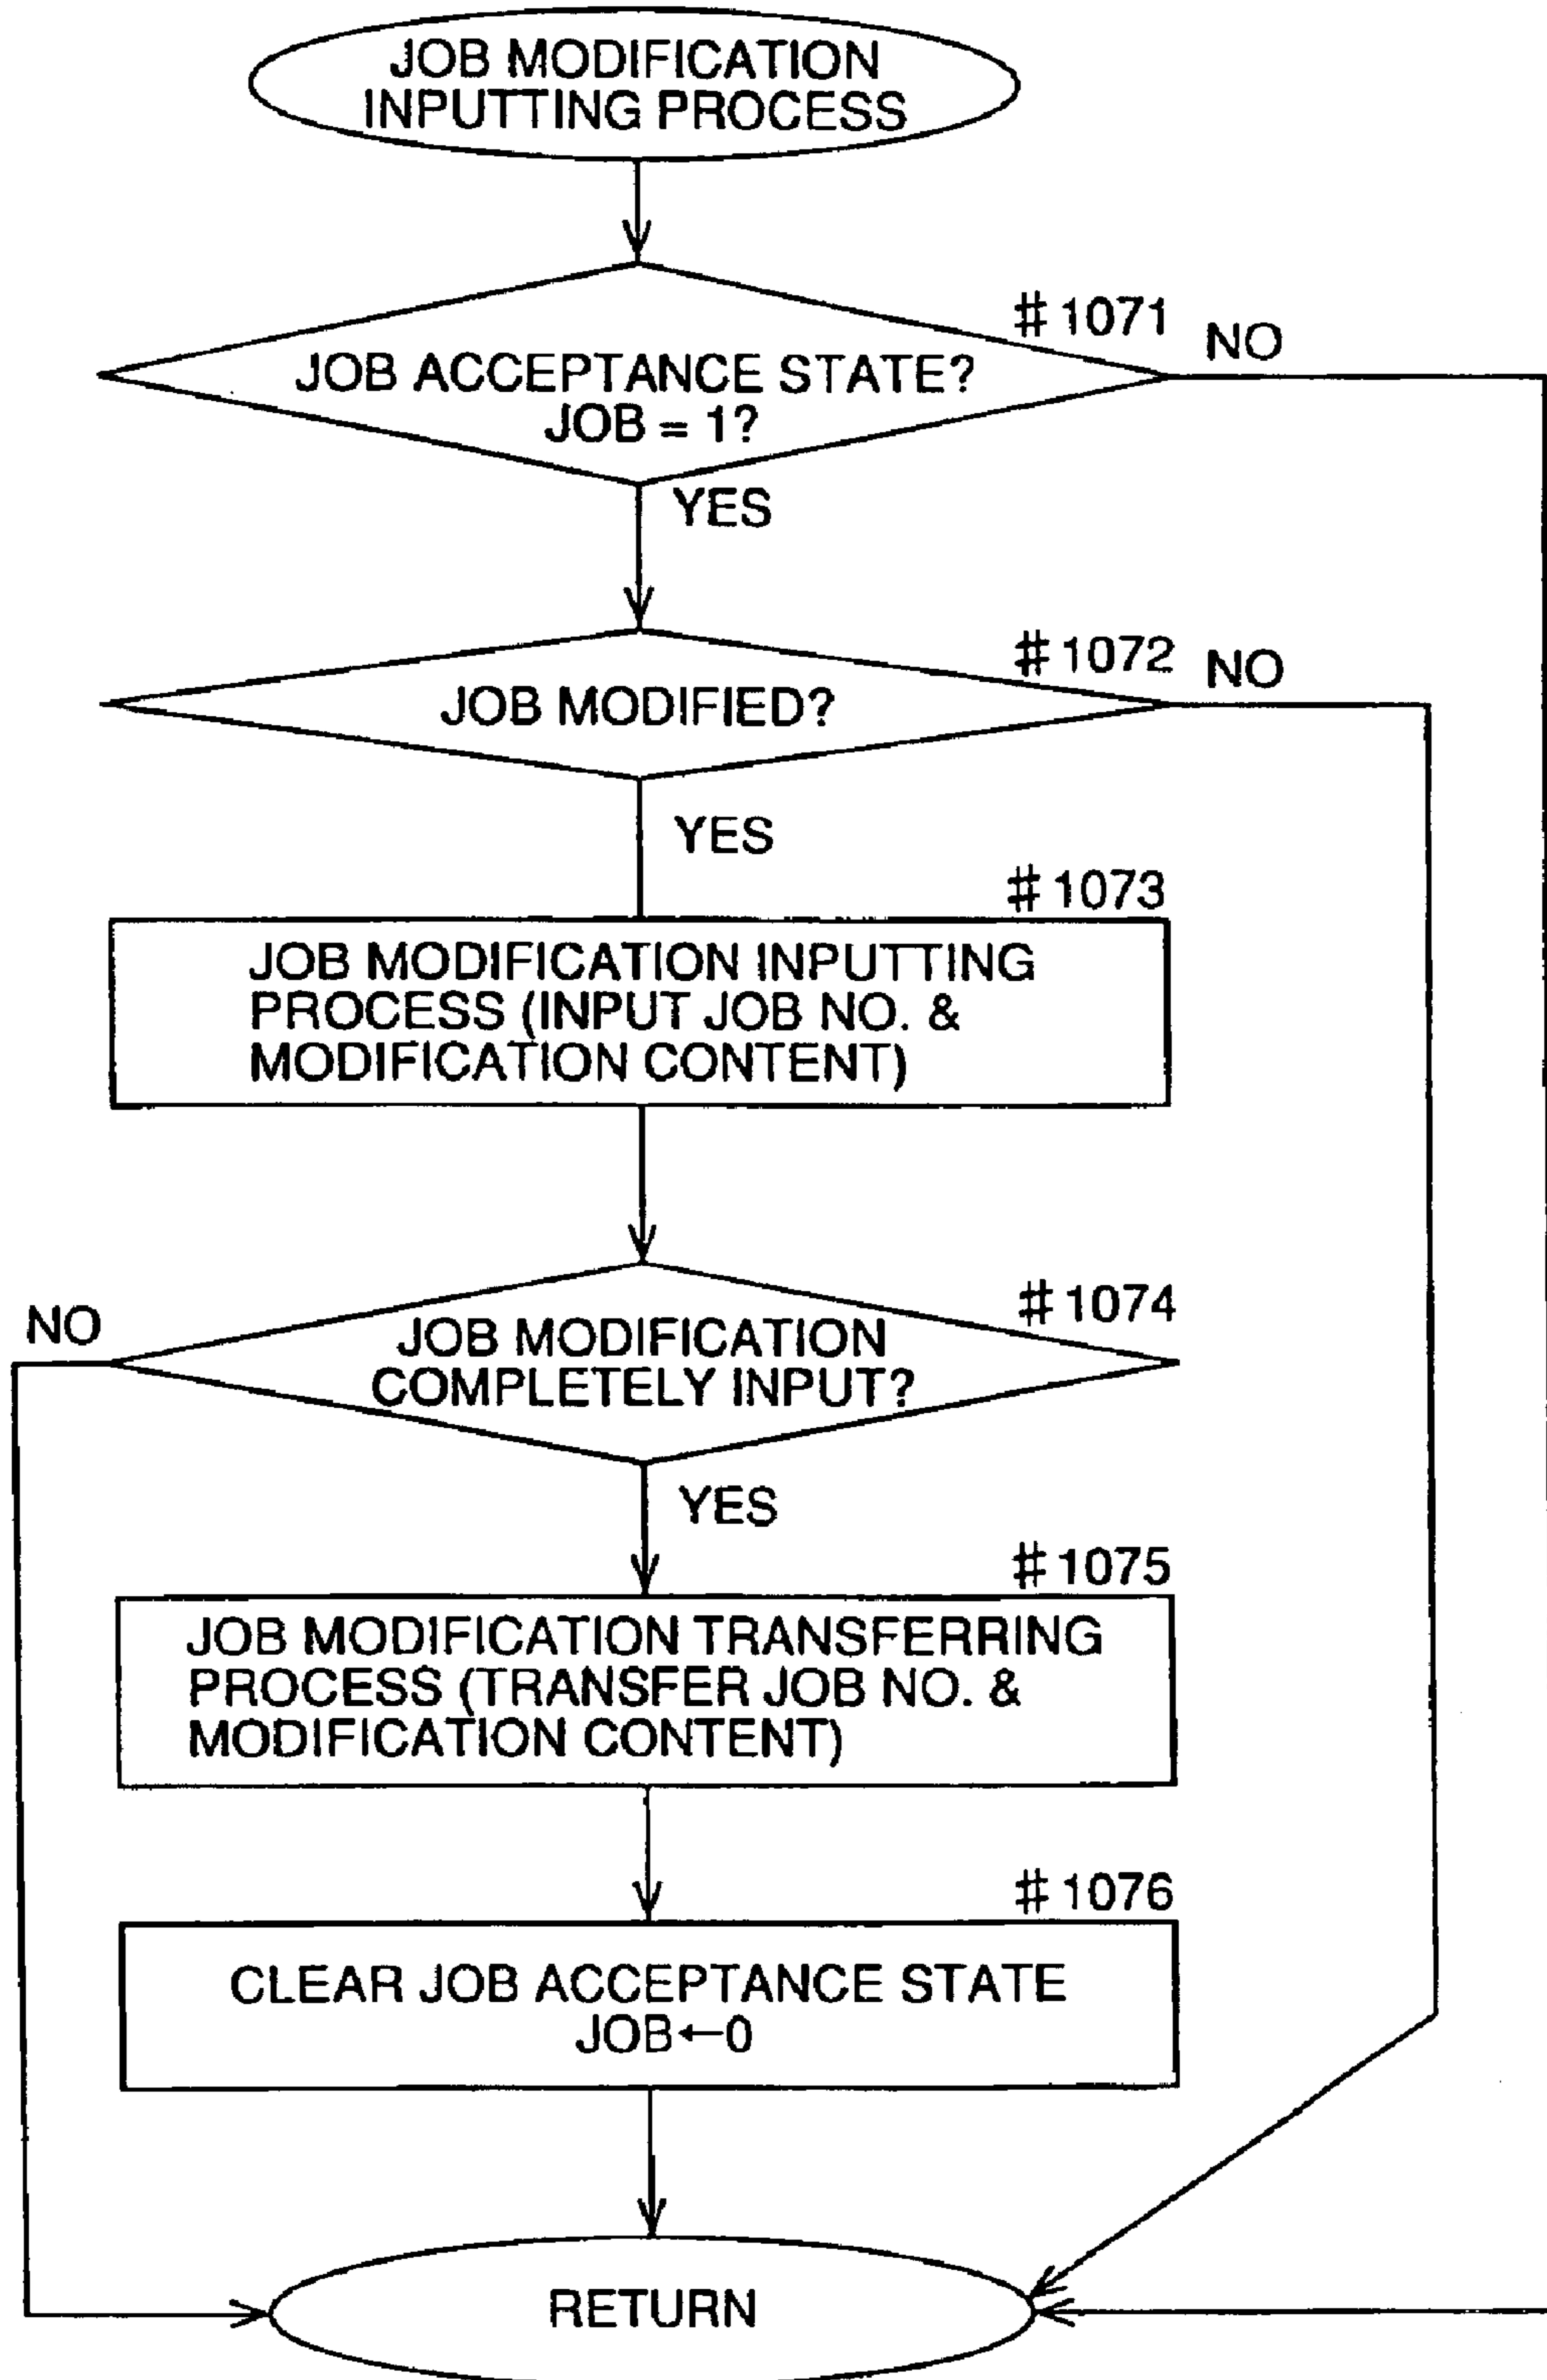 JOB MODIFICATION
INPUTTING PROCESS
#1071
NO
JOB ACCEPTANCE STATE?
JOB = 1?
YES
#1072
NO
JOB MODIFIED?
YES
#1073
JOB MODIFICATION INPUTTING
PROCESS (INPUT JOB NO. &
MODIFICATION CONTENT)
#1074
NO
JOB MODIFICATION
COMPLETELY INPUT?
YES
#1075
JOB MODIFICATION TRANSFERRING
PROCESS (TRANSFER JOB NO. &
MODIFICATION CONTENT)
#1076
CLEAR JOB ACCEPTANCE STATE
JOB←0
RETURN